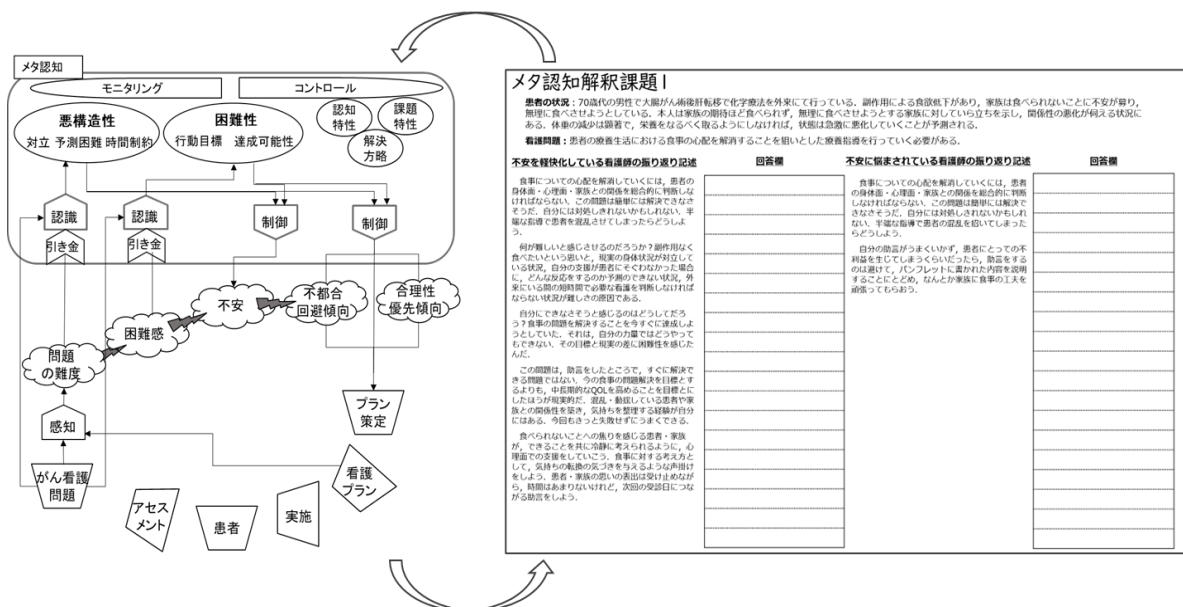 メタ認知
モニタリング
コントロール
悪構造性
対立 予測困難 時間制約
困難性
行動目標 達成可能性
認知
特性
課題
特性
解決
方略
認識
認識
制御
制御
引き金
引き金
不安
不都合
回避傾向
合理性
優先傾向
困難感
問題
の難度
感知
プラン
策定
がん看護
問題
看護
プラン
アセス
メント
患者
実施
メタ認知解釈課題1
患者の状況:70歳代の男性で大腸がん術後肝転移で化学療法を外来にて行っている.副作用による食欲低下があり,家族は食べられないことに不安が募り,
無理に食べさせようとしている.本人は家族の期待ほど食べられず,無理に食べさせようとする家族に対していら立ちを示し,関係性の悪化が伺える状況に
ある.体重の減少は顕著で,栄養をなるべく取るようにしなければ,状態は急激に悪化していくことが予測される.
看護問題:患者の療養生活における食事の心配を解消することを狙いとした療養指導を行っていく必要がある.
不安を軽快化している看護師の振り返り記述
回答欄
不安に悩まされている看護師の振り返り記述
回答欄
食事についての心配を解消していくには,患者の
身体面・心理面・家族との関係を総合的に判断しな
ければならない.この問題は簡単には解決できなさ
そうだ.自分には対処しきれないかもしれない.半
端な指導で患者を混乱させてしまったらどうしよ
う.
何が難しいと感じさせるのだろうか?副作用なく
食べたいという思いと,現実の身体状況が対立して
いる状況,自分の支援が患者にそぐわなかった場合
に,どんな反応をするのか予測のできない状況,外
来にいる間の短時間で必要な看護を判断しなければ
ならない状況が難しさの原因である.
自分にできなさそうと感じるのはどうしてだろ
う?食事の問題を解決することを今すぐに達成しよ
うとしていた.それは,自分の力量ではどうやって
もできない.その目標と現実の差に困難性を感じた
んだ.
この問題は,助言をしたところで,すぐに解決で
きる問題ではない.今の食事の問題解決を目標とす
るよりも,中長期的なQOLを高めることを目標とに
したほうが現実的だ.混乱・動揺している患者や家
族との関係性を築き,気持ちを整理する経験が自分
にはある.今回もきっと失敗せずにうまくできる.
食べられないことへの焦りを感じる患者・家族
が,できることを共に冷静に考えられるように,心
理面での支援をしていこう.食事に対する考え方と
して,気持ちの転換の気づきを与えるような声掛け
をしよう.患者・家族の思いの表出は受け止めなが
ら,時間はあまりないけれど,次回の受診日につな
がる助言をしよう.
食事についての心配を解消していくには,患者
の身体面・心理面・家族との関係を総合的に判断
しなければならない.この問題は簡単には解決で
きなさそうだ.自分には対処しきれないかもしれ
ない.半端な指導で患者の混乱を招いてしまった
らどうしよう.
自分の助言がうまくいかず,患者にとっての不
利益を生じてしまうくらいだったら,助言をする
のは避けて,パンフレットに書かれた内容を説明
することにとどめ,なんとか家族に食事の工夫を
頑張ってもらおう.